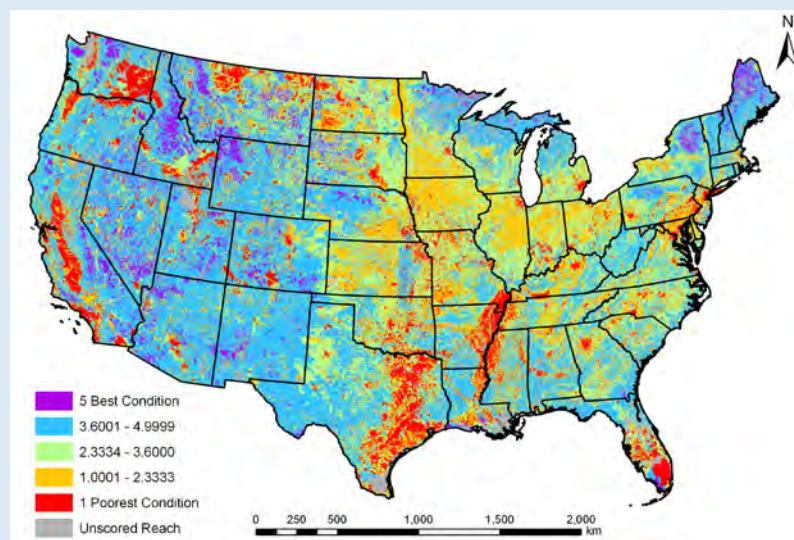 N
5 Best Condition
3.6001 - 4.9999
2.3334 - 3.6000
1.0001 - 2.3333
1 Poorest Condition
Unscored Reach
0 250 500 1,000 1,500 2,000
km